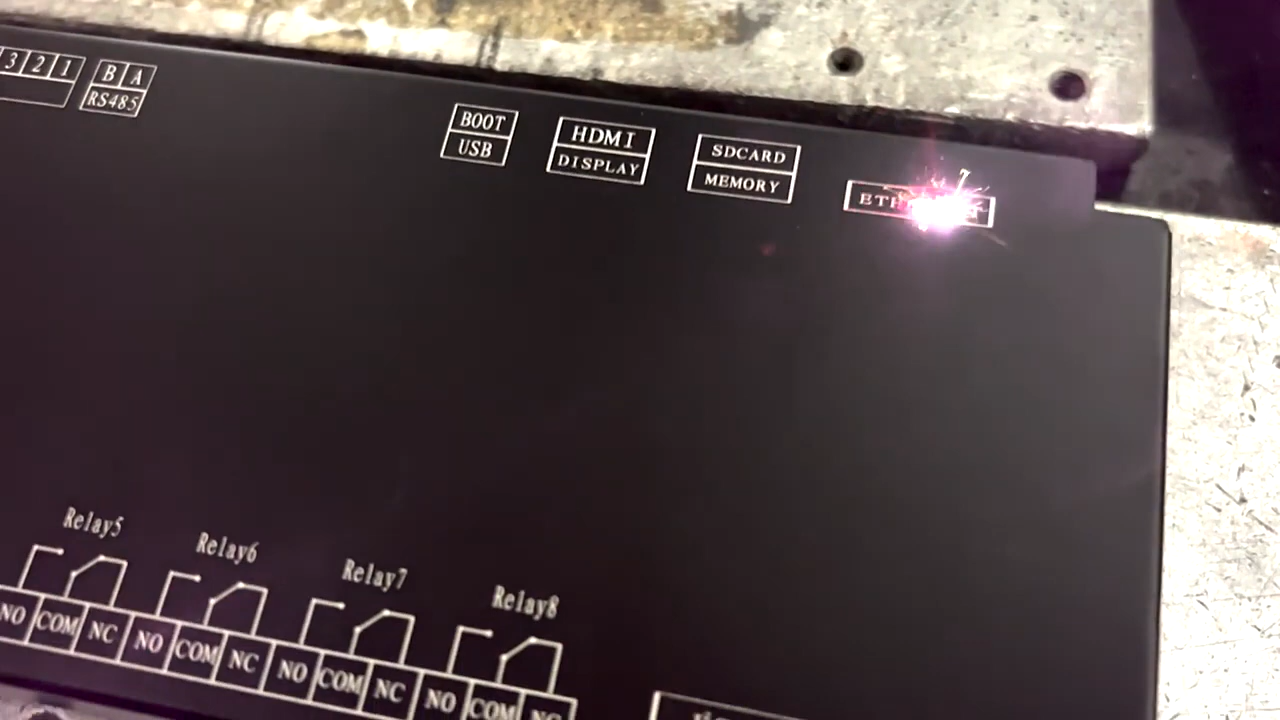 3 2 1
B A
RS485
BOOT
USB
HDMI
DISPLAY
SDCARD
MEMORY
Relay5
Relay6
Relay7
Relay8
NO COM NC NO COM NC NO COM NC NO COM NC